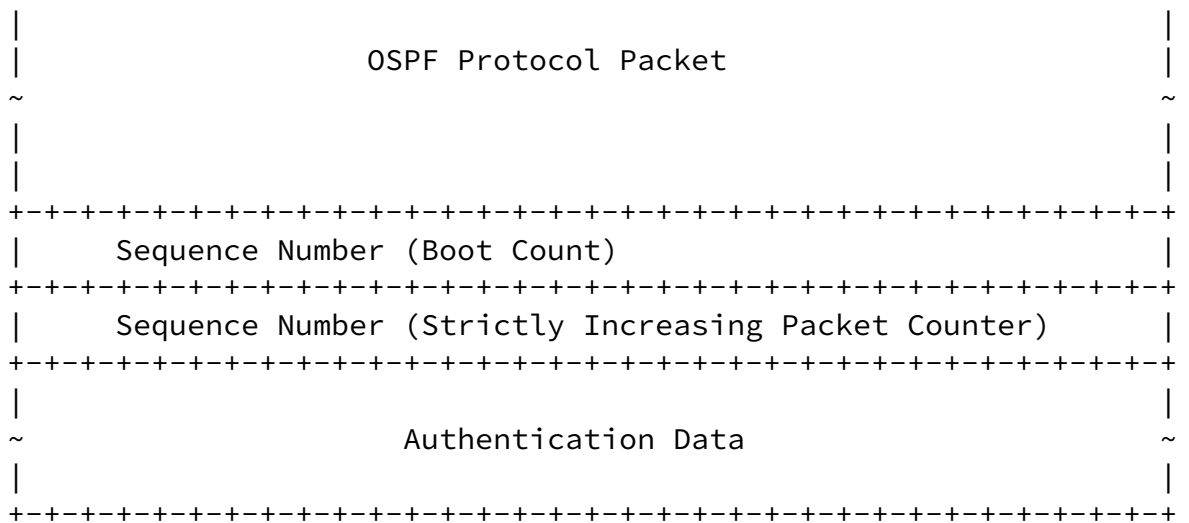 OSPF Protocol Packet
Sequence Number (Boot Count)
Sequence Number (Strictly Increasing Packet Counter)
Authentication Data